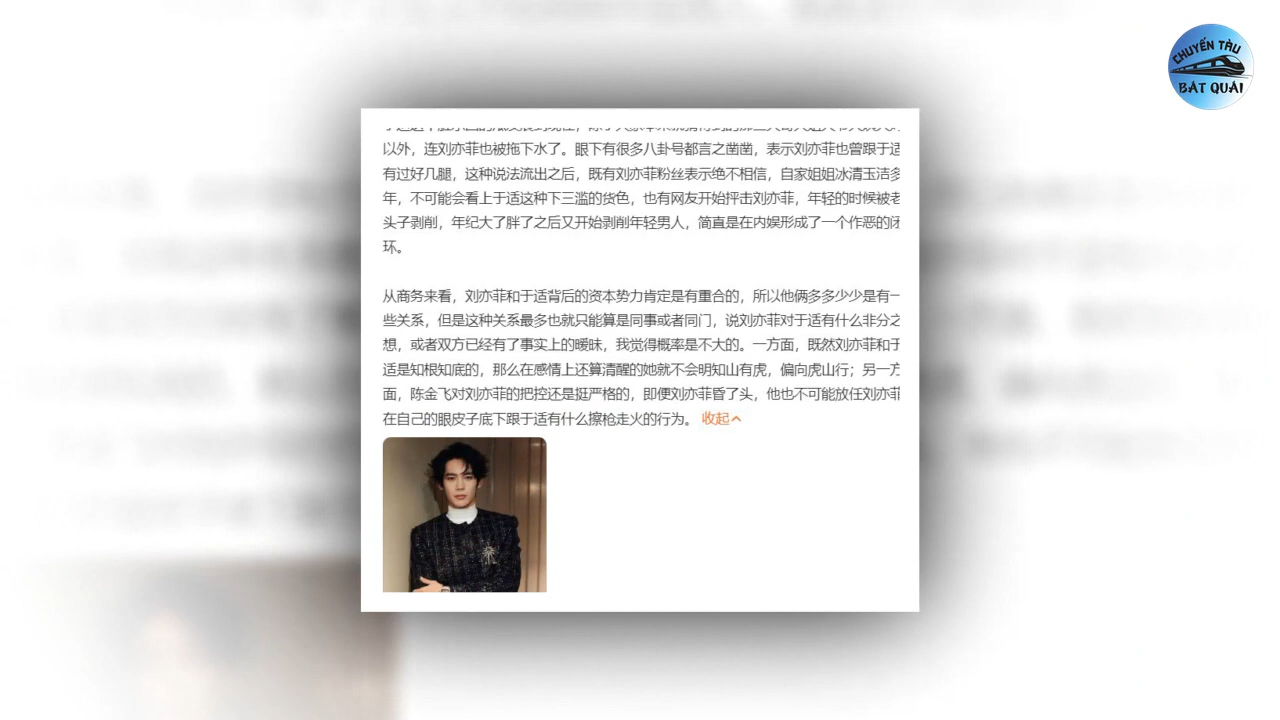 CHUYẾN TÀU
BÁT QUÁI
以外，连刘亦菲也被拖下水了。眼下有很多八卦号都言之凿凿，表示刘亦菲也曾跟于适
有过好几腿，这种说法流出之后，既有刘亦菲粉丝表示绝不相信，自家姐姐冰清玉洁多
年，不可能会看上于适这种下三滥的货色，也有网友开始抨击刘亦菲，年轻的时候被老
头子剥削，年纪大了胖了之后又开始剥削年轻男人，简直是在内娱形成了一个作恶的闭
环。
从商务来看，刘亦菲和于适背后的资本势力肯定是有重合的，所以他俩多多少少是有一
些关系，但是这种关系最多也就只能算是同事或者同门，说刘亦菲对于适有什么非分之
想，或者双方已经有了事实上的暧昧，我觉得概率是不大的。一方面，既然刘亦菲和于
适是知根知底的，那么在感情上还算清醒的她就不会明知山有虎，偏向虎山行；另一方
面，陈金飞对刘亦菲的把控还是挺严格的，即便刘亦菲昏了头，他也不可能放任刘亦菲
在自己的眼皮子底下跟于适有什么擦枪走火的行为。 收起